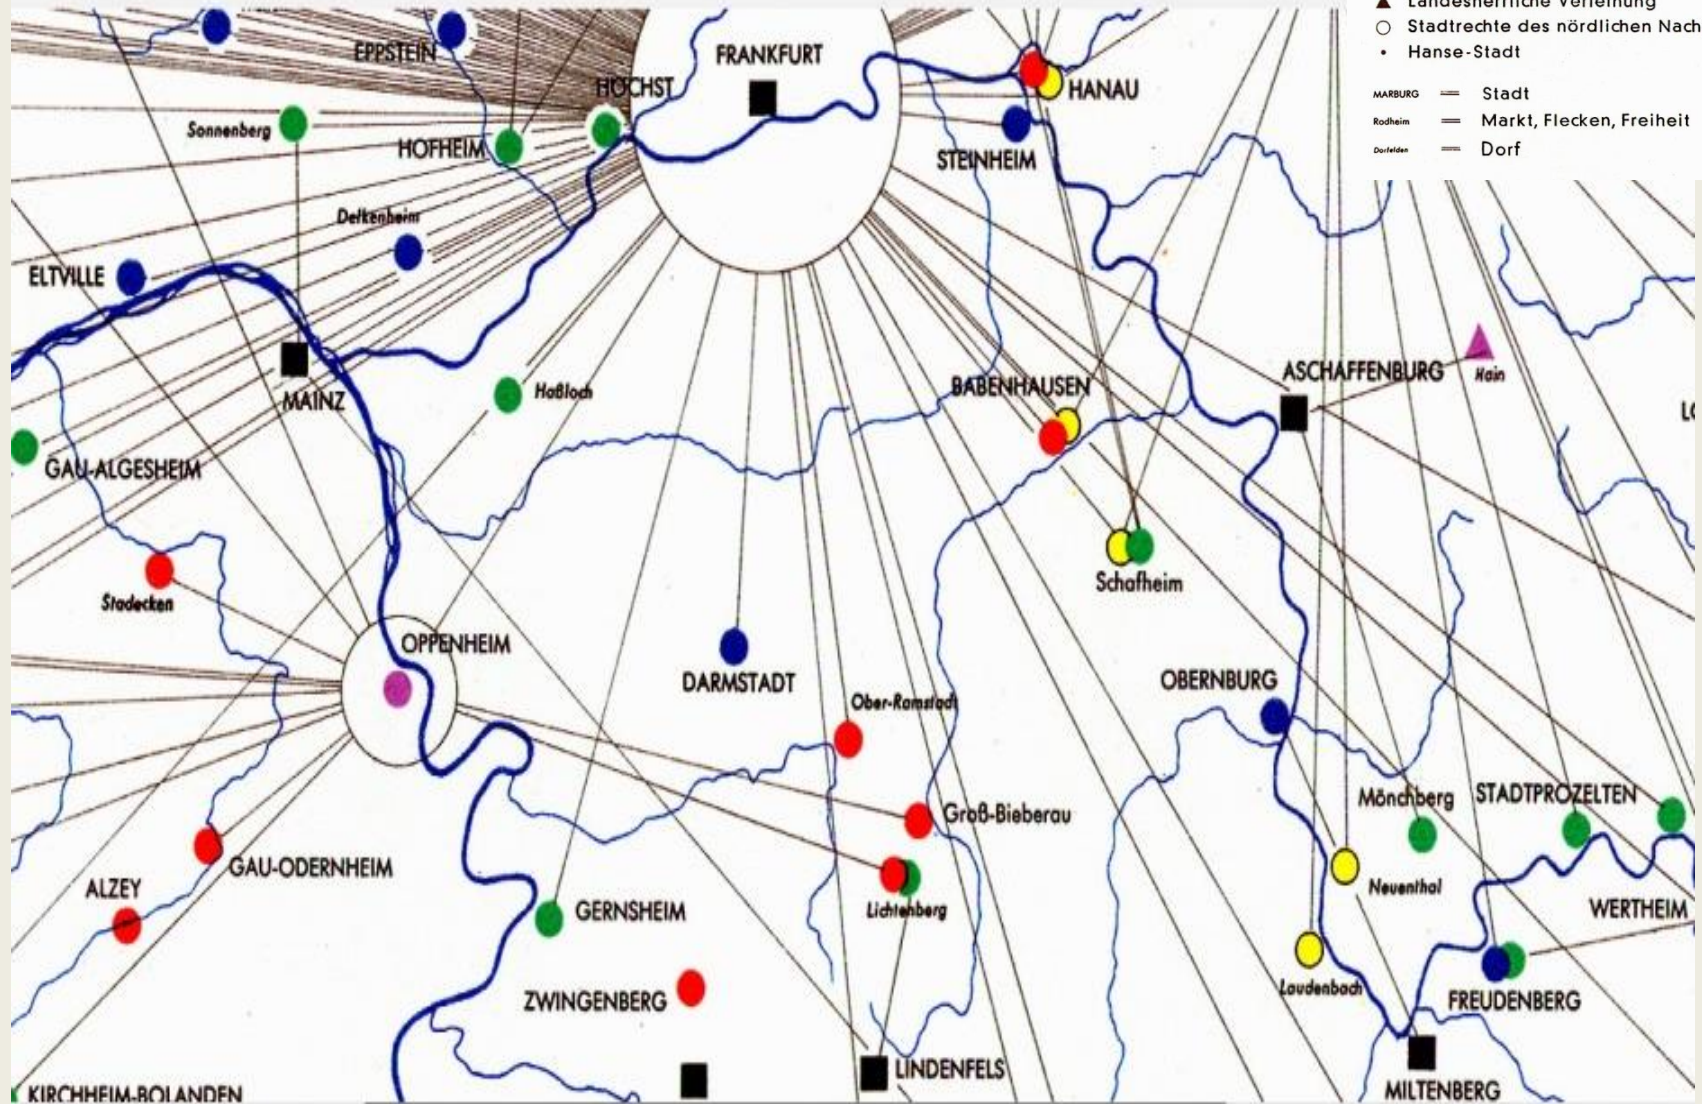 Landesherrliche Verleihung
Stadtrechte des nördlichen Nach
Hanse-Stadt
MARBURG = Stadt
Rodheim = Markt, Flecken, Freiheit
Dorfelden = Dorf
EPPSTEIN
FRANKFURT
HÖCHST
HANAU
Sonnenberg
HOFHEIM
STEINHEIM
Delkenheim
ELTVILLE
ASCHAFFENBURG
Hain
BABENHAUSEN
Haßloch
MAINZ
GAU-ALGESHEIM
Schafheim
Stadecken
OPPENHEIM
DARMSTADT
OBERNBURG
Ober-Ramstadt
Mönchberg
STADTPROZELTEN
Groß-Bieberau
GAU-ODERNHEIM
ALZEY
Neuenthal
Lichtenberg
GERNSHEIM
WERTHEIM
Laudenbach
ZWINGENBERG
FREUDENBERG
LINDENFELS
MILTENBERG
KIRCHHEIM-BOLANDEN